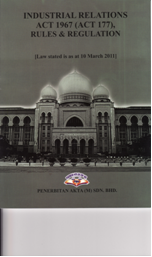 INDUSTRIAL RELATIONS
ACT 1967 (ACT 177),
RULES & REGULATION
[Law stated is as at 10 March 2011]
PENERBITAN AKTA (M) SDN. BHD.